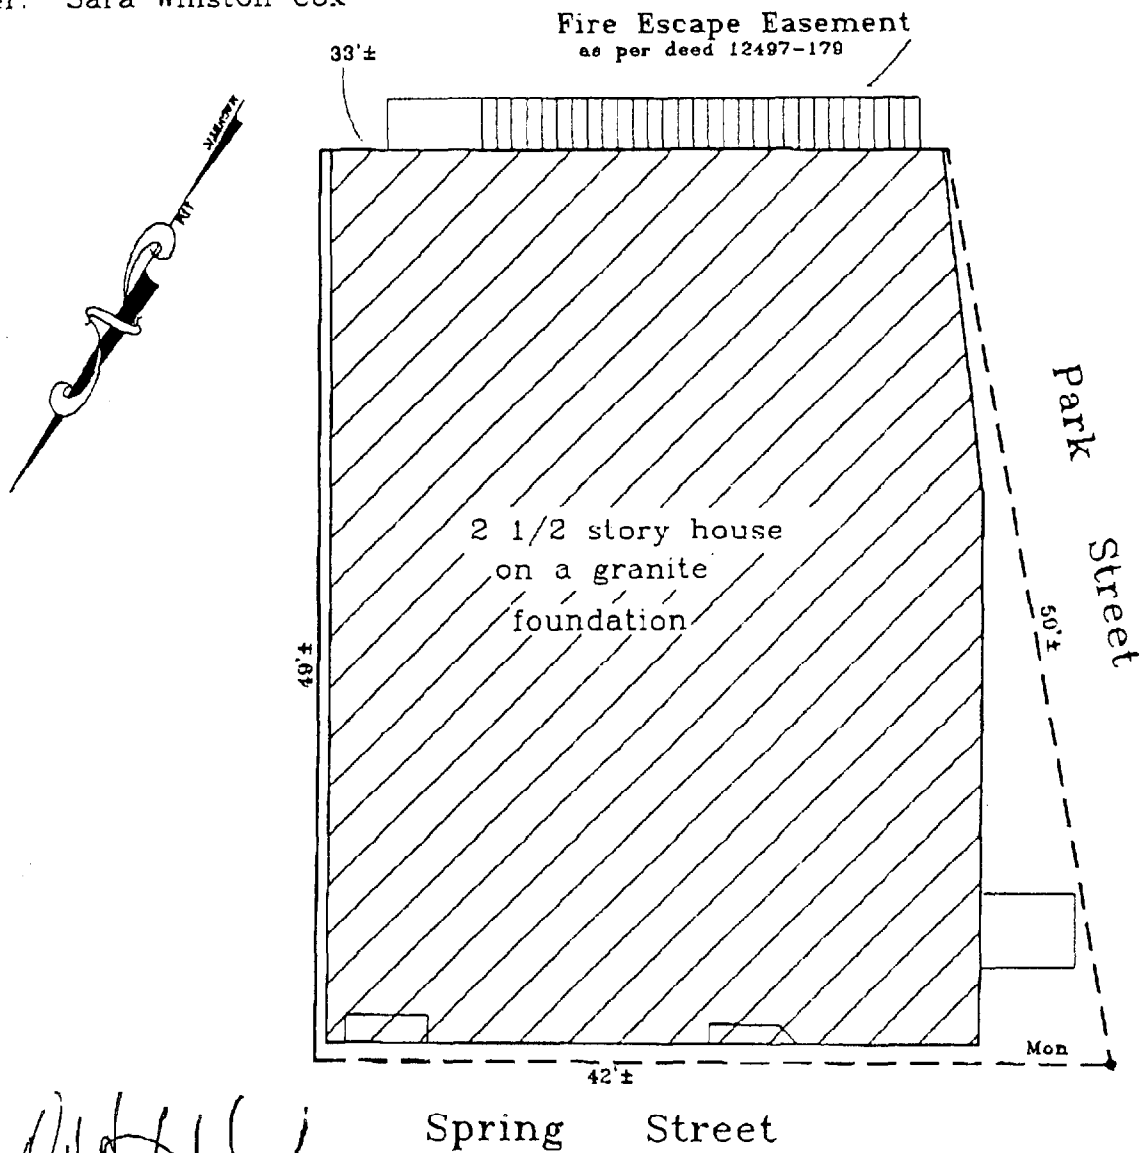 Sara Winston Cox
Fire Escape Easement
as per deed 12497-179
33'±
MAGNETIC
Park Street
2 1/2 story house
on a granite
foundation
49'±
50'±
Mon
42'±
Spring Street